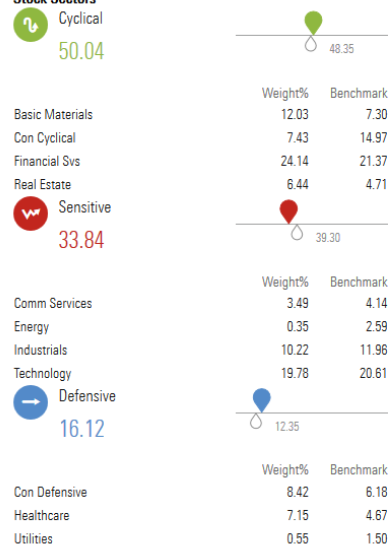 Stock Sectors
Cyclical
50.04
48.35
Weight% Benchmark
Basic Materials 12.03 7.30
Con Cyclical 7.43 14.97
Financial Svs 24.14 21.37
Real Estate 6.44 4.71
Sensitive
33.84
39.30
Weight% Benchmark
Comm Services 3.49 4.14
Energy 0.35 2.59
Industrials 10.22 11.96
Technology 19.78 20.61
Defensive
16.12
12.35
Weight% Benchmark
Con Defensive 8.42 6.18
Healthcare 7.15 4.67
Utilities 0.55 1.50